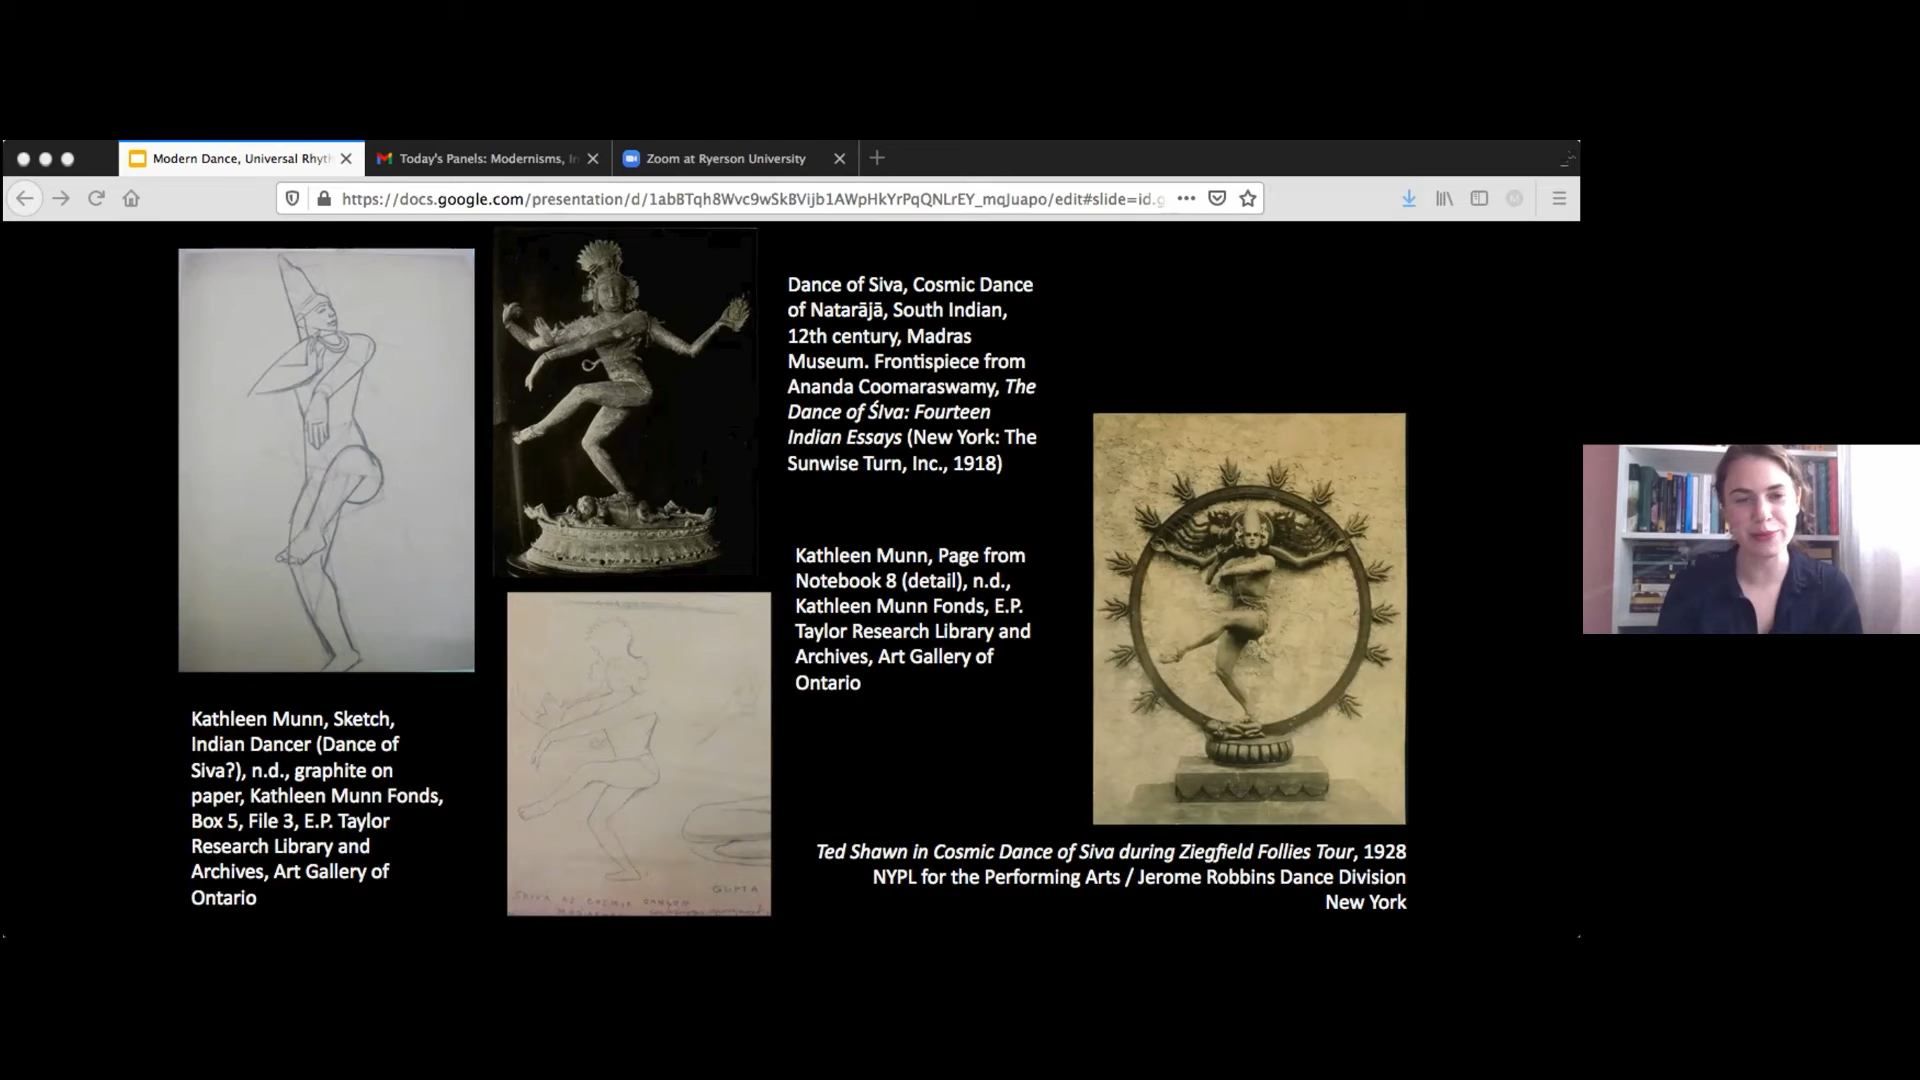 Modern Dance, Universal Rhyth
Today's Panels: Modernisms, In
Zoom at Ryerson University
https://docs.google.com/presentation/d/1abBTqh8Wvc9wSkBVijb1AWpHkYrPqQNLrEY_mqJuapo/edit#slide=id.g
Dance of Siva, Cosmic Dance
of Natarājā, South Indian,
12th century, Madras
Museum. Frontispiece from
Ananda Coomaraswamy, The
Dance of ŚIva: Fourteen
Indian Essays (New York: The
Sunwise Turn, Inc., 1918)
Kathleen Munn, Page from
Notebook 8 (detail), n.d.,
Kathleen Munn Fonds, E.P.
Taylor Research Library and
Archives, Art Gallery of
Ontario
Kathleen Munn, Sketch,
Indian Dancer (Dance of
Siva?), n.d., graphite on
paper, Kathleen Munn Fonds,
Box 5, File 3, E.P. Taylor
Research Library and
Archives, Art Gallery of
Ontario
GUPTA
SHIVA AS COSMIC DANCER
Ted Shawn in Cosmic Dance of Siva during Ziegfield Follies Tour, 1928
NYPL for the Performing Arts / Jerome Robbins Dance Division
New York